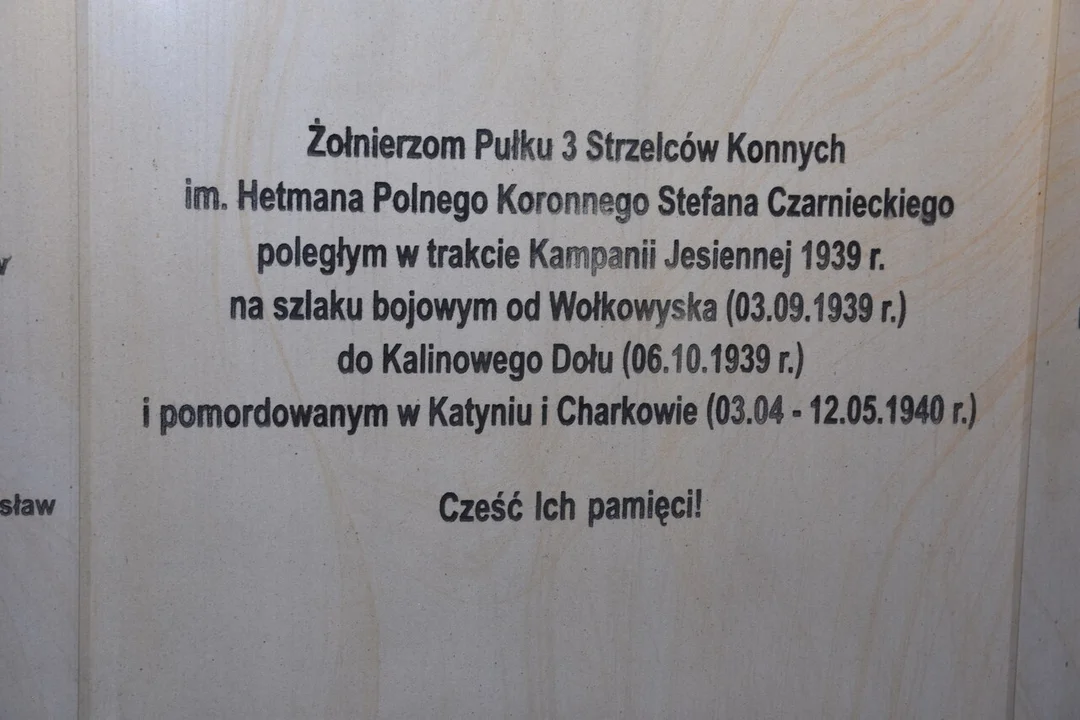 Żołnierzom Pułku 3 Strzelców Konnych
im. Hetmana Polnego Koronnego Stefana Czarnieckiego
poległym w trakcie Kampanii Jesiennej 1939 r.
na szlaku bojowym od Wołkowyska (03.09.1939 r.)
do Kalinowego Dołu (06.10.1939 r.)
i pomordowanym w Katyniu i Charkowie (03.04 - 12.05.1940 r.)
Cześć Ich pamięci!
sław